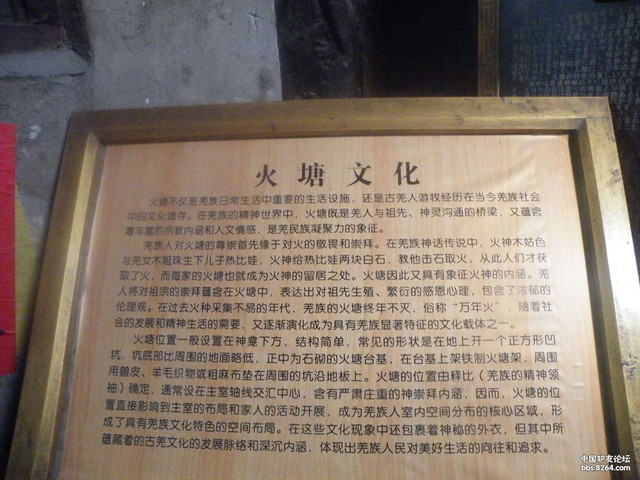 火塘文化
火塘不仅是羌族日常生活中重要的生活设施，还是古羌人游牧经历在当今羌族社会
中的文化遗存。在羌族的精神世界中，火塘既是羌人与祖先、神灵沟通的桥梁，又蕴含
着丰富的宗教内涵和人文情感，是羌民族凝聚力的象征。
羌族人对火塘的尊崇首先缘于对火的敬畏和崇拜。在羌族神话传说中，火神木姑色
与羌女木姐珠生下儿子热比娃，火神给热比娃两块白石，教他击石取火，从此人们才获
取了火，而每家的火塘也就成为火神的留居之处。火塘因此又具有象征火神的内涵。羌
人将对祖宗的崇拜蕴含在火塘中，表达出对祖先生殖、繁衍的感恩心理，包含了浓郁的
伦理观。在过去火种采集不易的年代，羌族的火塘终年不灭，俗称“万年火”，随着社
会的发展和精神生活的需要，又逐渐演化成为具有羌族显著特征的文化载体之一。
火塘位置一般设置在神龛下方，结构简单，常见的形状是在地上开一个正方形凹
坑，坑底部比周围的地面略低，正中为石砌的火塘台基，在台基上架铁制火塘架，周围
用兽皮、羊毛织物或粗麻布垫在周围的坑沿地板上。火塘的位置由释比（羌族的精神领
袖）确定，通常设在主室轴线交汇中心，含有严肃庄重的神崇拜内涵，因而，火塘的位
置直接影响到主室的布局和家人的活动开展，成为羌族人室内空间分布的核心区域，形
成了具有羌族文化特色的空间布局。在这些文化现象中还包裹着神秘的外衣，但其中所
蕴藏着的古羌文化的发展脉络和深沉内涵，体现出羌族人民对美好生活的向往和追求。
中国驴友论坛
bbs.8264.com